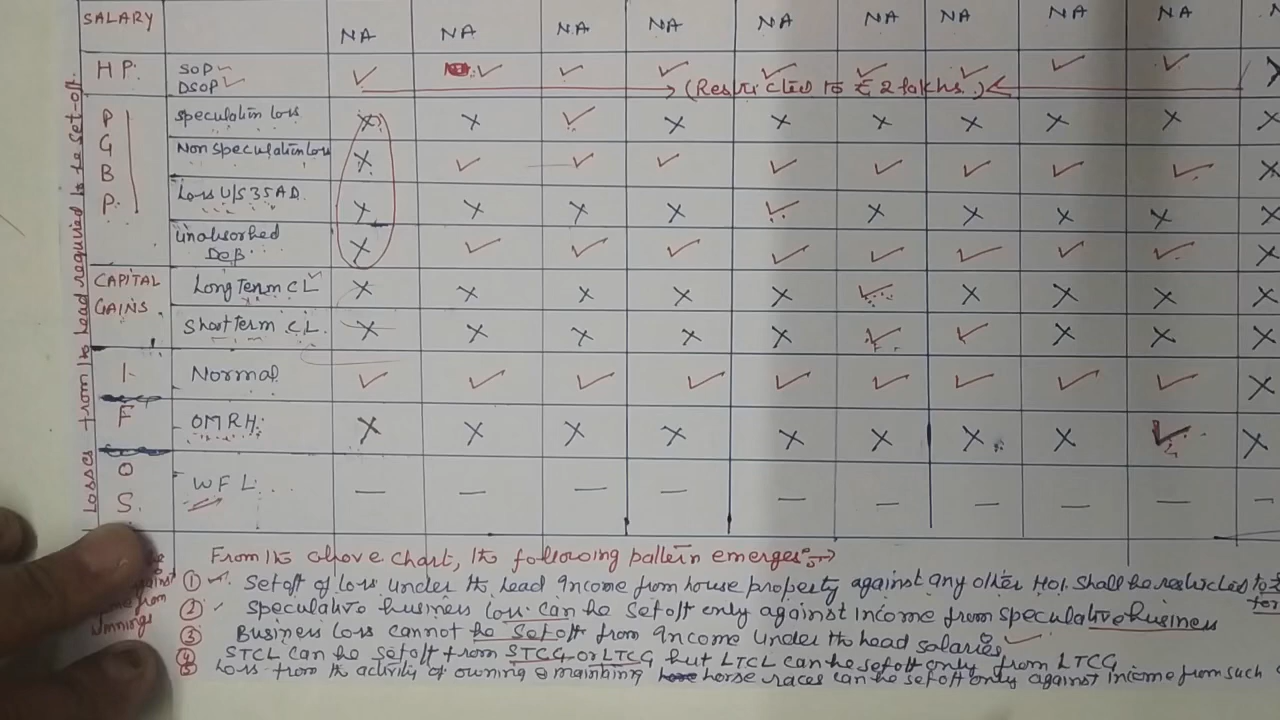 SALARY NA NA NA NA NA NA NA NA NA
H P. SOP ✓ ✓ ✓ ✓ ✓ ✓ ✓ ✓ ✓ X
DSOP (Restricted to ₹ 2 lakhs.)
P Speculation loss X X ✓ X X X X X X X
G Non Speculation loss X ✓ ✓ ✓ ✓ ✓ ✓ ✓ ✓ X
B Loss U/S 35AD X X X X ✓ X X X X X
P. Unabsorbed X ✓ ✓ ✓ ✓ ✓ ✓ ✓ ✓ X
Dep.
CAPITAL Long Term CL X X X X X ✓ X X X X
GAINS Short Term C.L. X X X X X ✓ ✓ X X X
I. Normal ✓ ✓ ✓ ✓ ✓ ✓ ✓ ✓ ✓ X
F OMRH. X X X X X X X X ✓ X
O WFL — — — — — — — — — —
S.
Losses from the head required to be set-off.
From the above chart, the following pattern emerges:
① Set off of loss under the head Income from house property against any other HOI. Shall be restricted to
for
② Speculative business loss can be set off only against income from speculative business
③ Business loss cannot be set off from Income under the head salaries
④ STCL can be set off from STCG or LTCG but LTCL can be set off only from LTCG
⑤ Loss from the activity of owning & maintaining horse races can be set off only against income from such
against
from
winnings